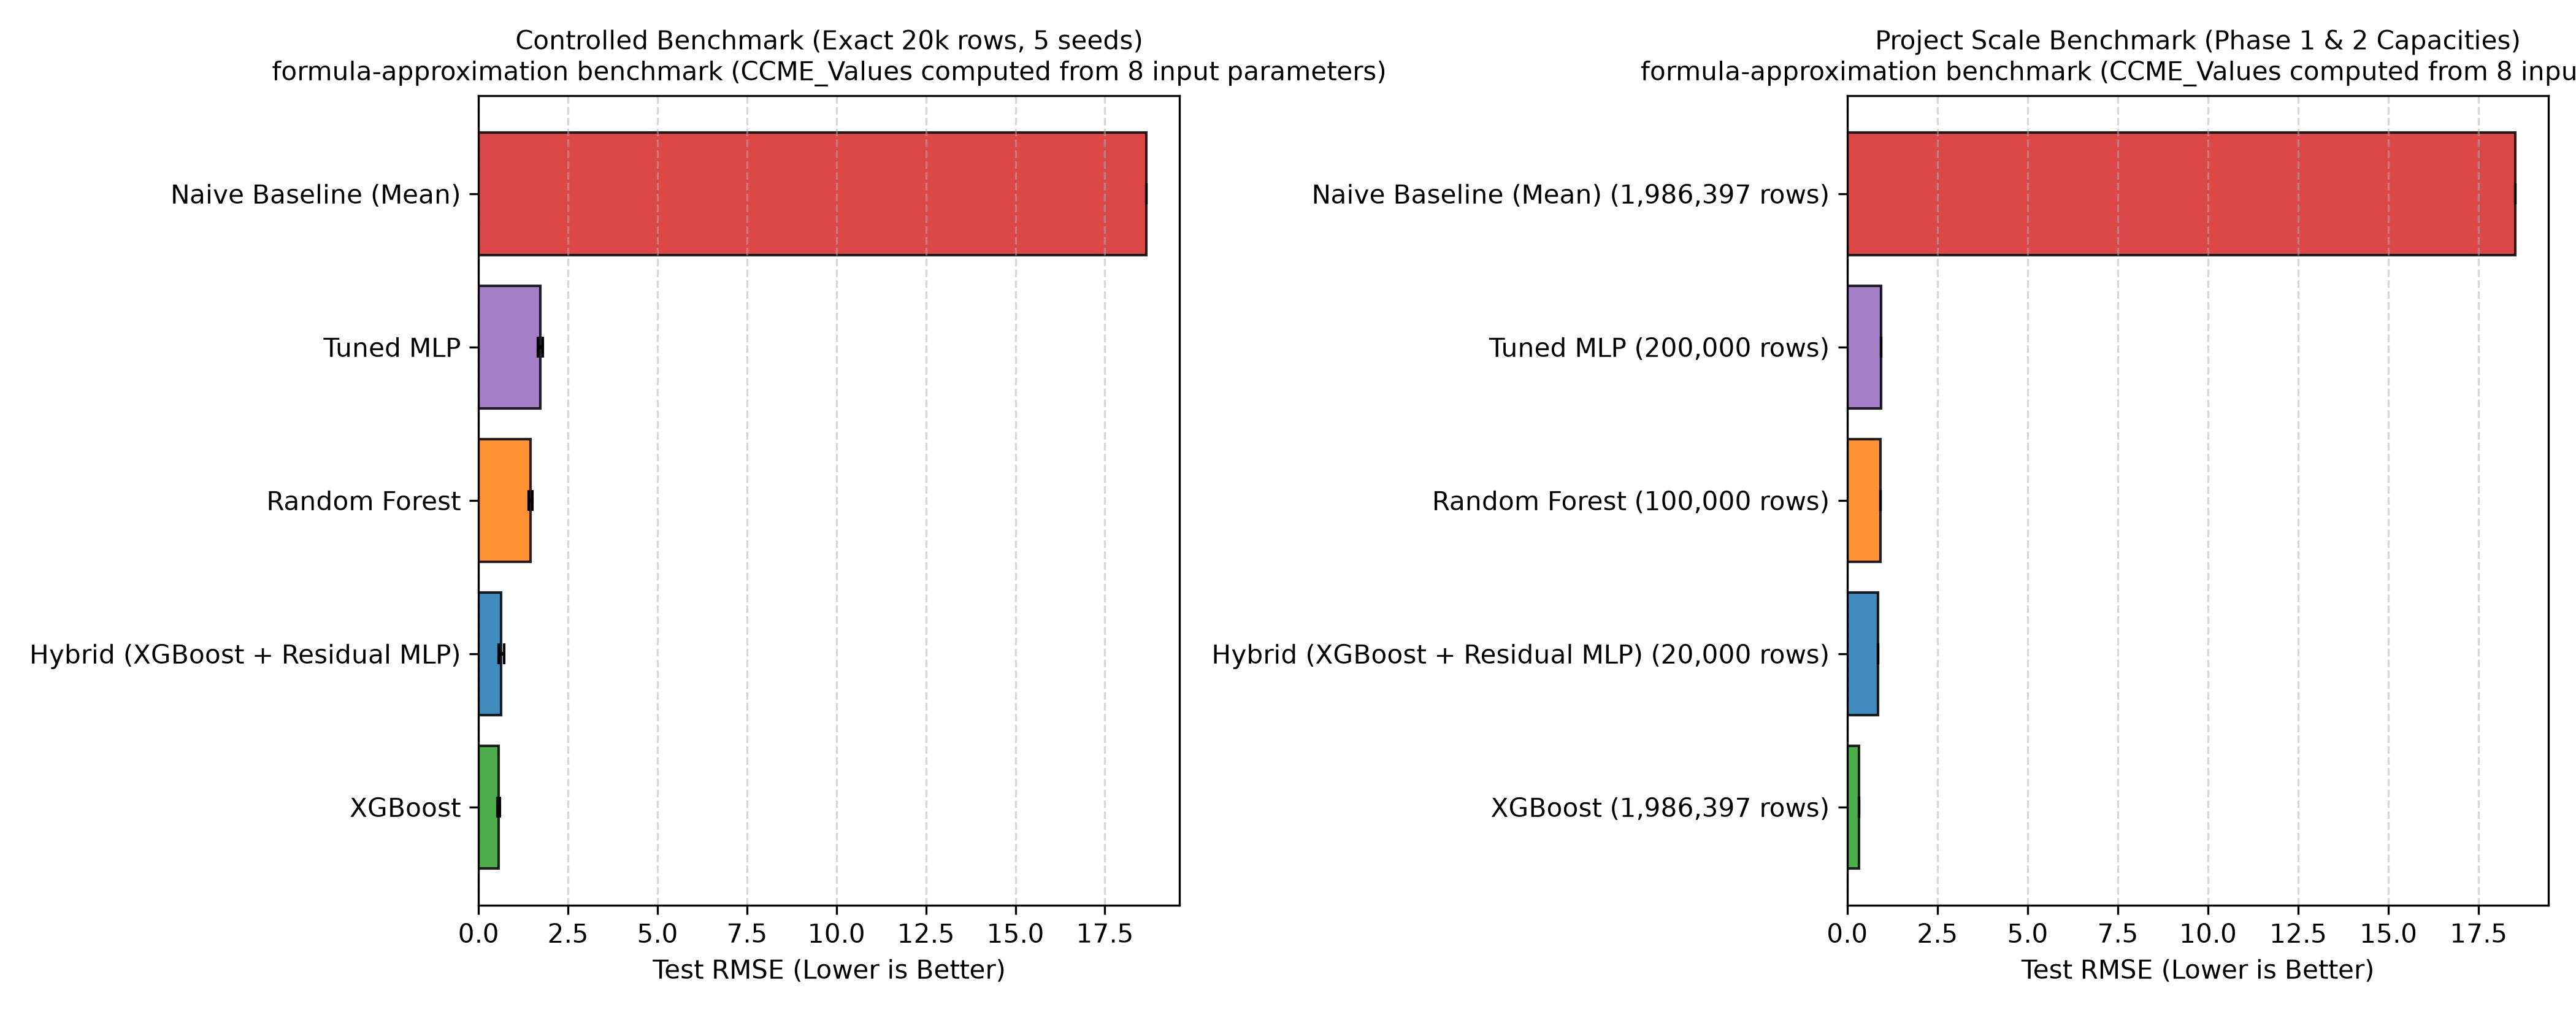 Controlled Benchmark (Exact 20k rows, 5 seeds)
formula-approximation benchmark (CCME_Values computed from 8 input parameters)
Naive Baseline (Mean)
Tuned MLP
Random Forest
Hybrid (XGBoost + Residual MLP)
XGBoost
0.0 2.5 5.0 7.5 10.0 12.5 15.0 17.5
Test RMSE (Lower is Better)
Project Scale Benchmark (Phase 1 & 2 Capacities)
formula-approximation benchmark (CCME_Values computed from 8 inpu
Naive Baseline (Mean) (1,986,397 rows)
Tuned MLP (200,000 rows)
Random Forest (100,000 rows)
Hybrid (XGBoost + Residual MLP) (20,000 rows)
XGBoost (1,986,397 rows)
0.0 2.5 5.0 7.5 10.0 12.5 15.0 17.5
Test RMSE (Lower is Better)